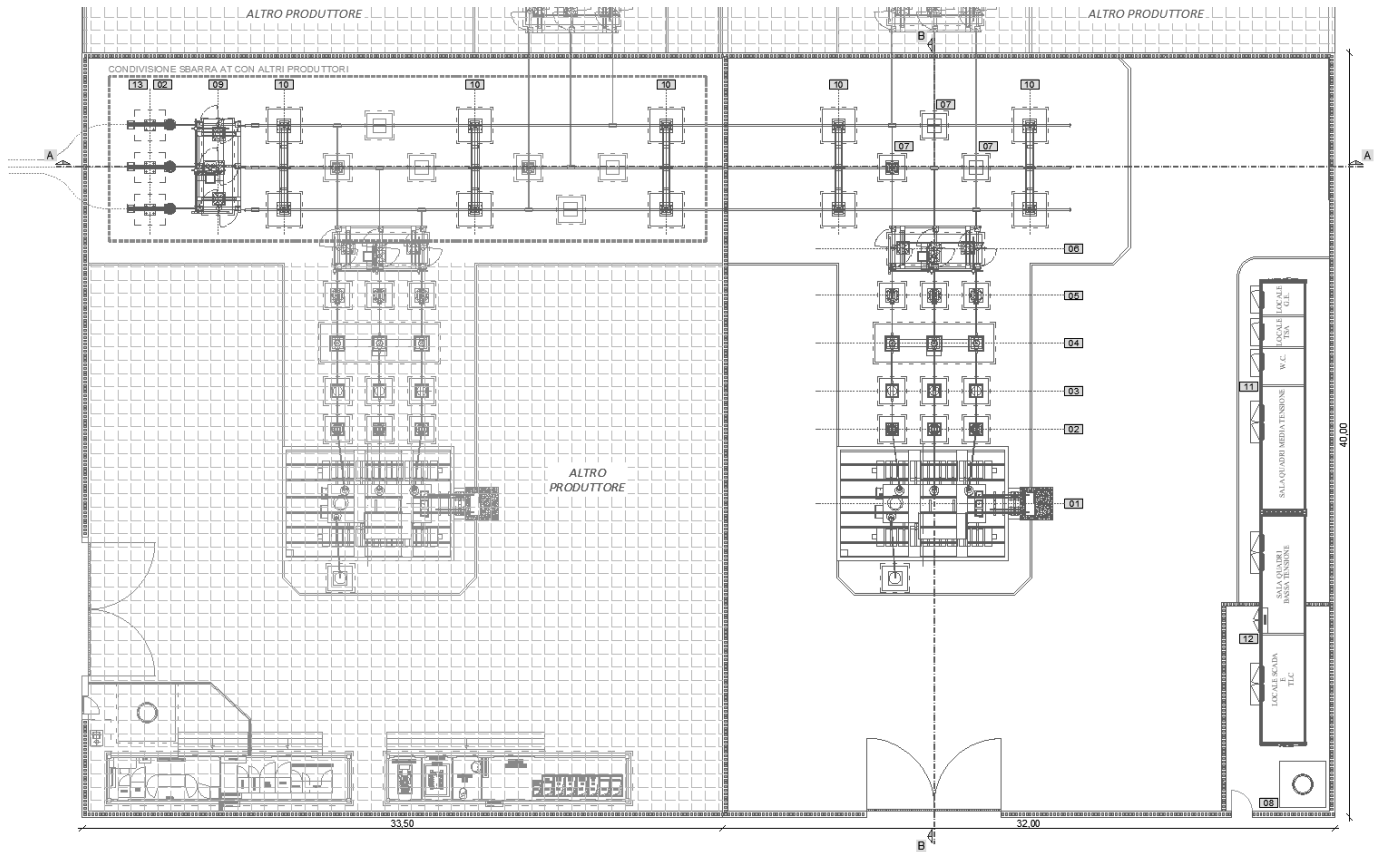 ALTRO PRODUTTORE
ALTRO PRODUTTORE
B
CONDIVISIONE SBARRA AT CON ALTRI PRODUTTORI
13
02
09
10
10
10
10
10
07
A
07
07
A
06
05
04
03
02
01
LOCALE
G.E.
LOCALE
TSA
W.C.
11
SALA QUADRI MEDIA TENSIONE
40,00
ALTRO
PRODUTTORE
SALA QUADRI
BASSA TENSIONE
12
LOCALE SCADA
E
TLC
08
33,50
32,00
B